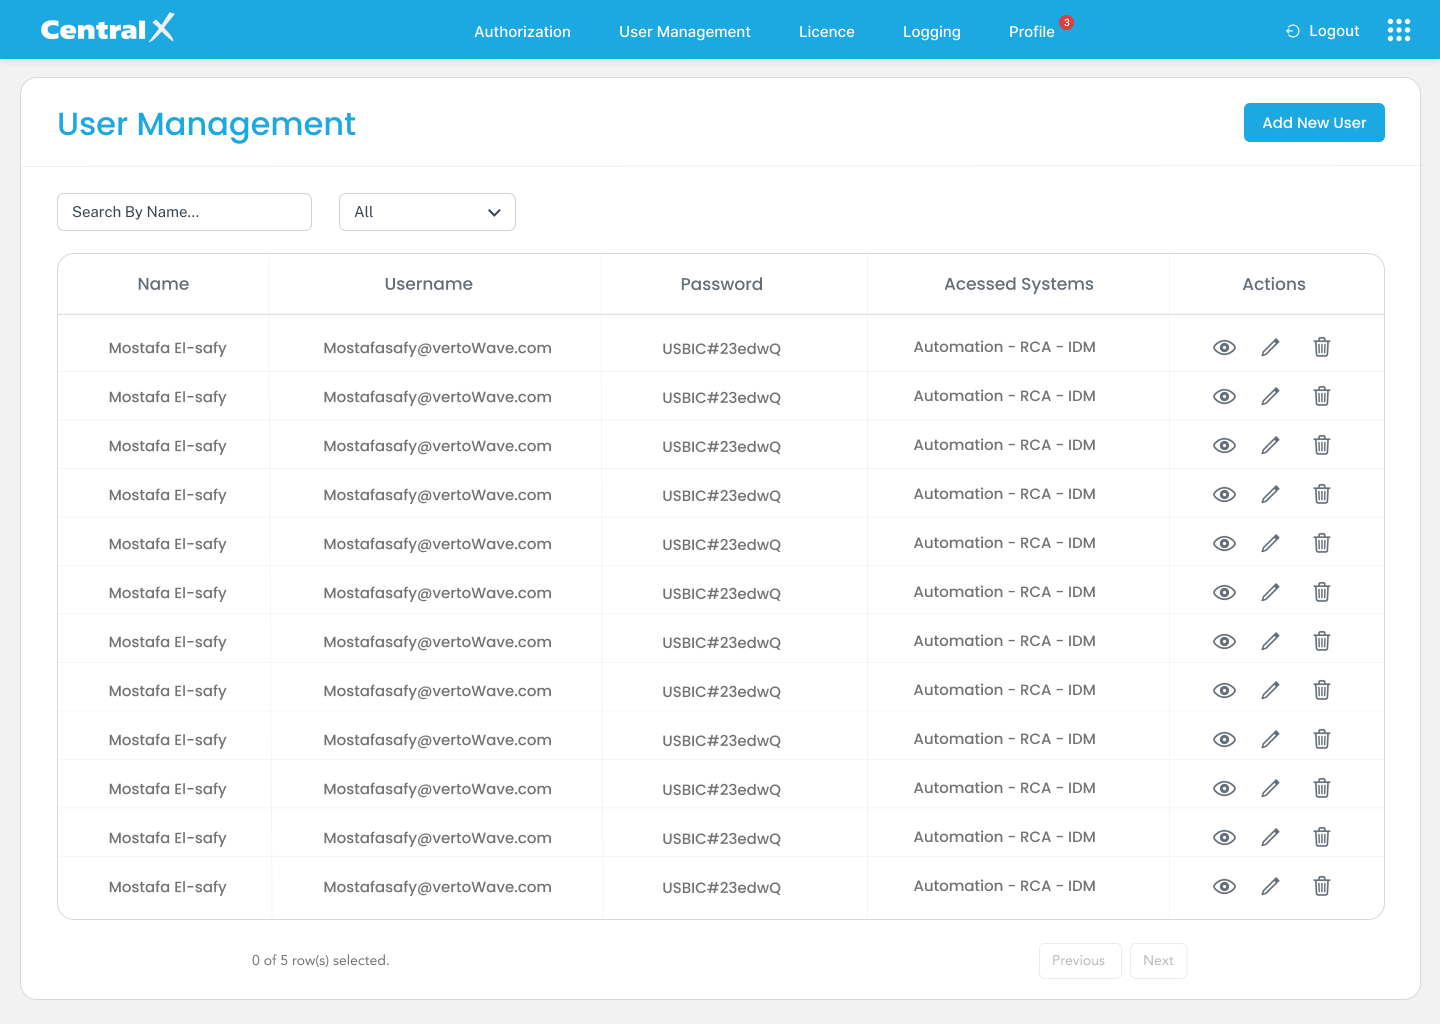 Central X
Authorization User Management Licence Logging Profile 3 Logout
User Management
Add New User
Search By Name...
All
Name Username Password Acessed Systems Actions
Mostafa El-safy Mostafasafy@vertoWave.com USBIC#23edwQ Automation - RCA - IDM
Mostafa El-safy Mostafasafy@vertoWave.com USBIC#23edwQ Automation - RCA - IDM
Mostafa El-safy Mostafasafy@vertoWave.com USBIC#23edwQ Automation - RCA - IDM
Mostafa El-safy Mostafasafy@vertoWave.com USBIC#23edwQ Automation - RCA - IDM
Mostafa El-safy Mostafasafy@vertoWave.com USBIC#23edwQ Automation - RCA - IDM
Mostafa El-safy Mostafasafy@vertoWave.com USBIC#23edwQ Automation - RCA - IDM
Mostafa El-safy Mostafasafy@vertoWave.com USBIC#23edwQ Automation - RCA - IDM
Mostafa El-safy Mostafasafy@vertoWave.com USBIC#23edwQ Automation - RCA - IDM
Mostafa El-safy Mostafasafy@vertoWave.com USBIC#23edwQ Automation - RCA - IDM
Mostafa El-safy Mostafasafy@vertoWave.com USBIC#23edwQ Automation - RCA - IDM
Mostafa El-safy Mostafasafy@vertoWave.com USBIC#23edwQ Automation - RCA - IDM
Mostafa El-safy Mostafasafy@vertoWave.com USBIC#23edwQ Automation - RCA - IDM
0 of 5 row(s) selected.
Previous Next